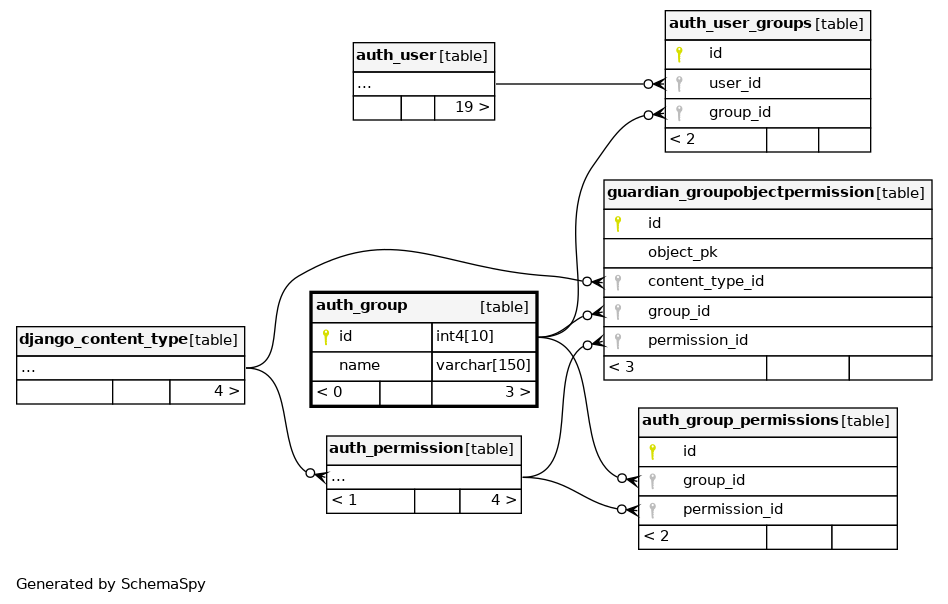 auth_user [table]
...
19 >
auth_user_groups [table]
id
user_id
group_id
< 2
guardian_groupobjectpermission [table]
id
object_pk
content_type_id
group_id
permission_id
< 3
auth_group [table]
id int4[10]
name varchar[150]
< 0 3 >
django_content_type [table]
...
4 >
auth_permission [table]
...
< 1 4 >
auth_group_permissions [table]
id
group_id
permission_id
< 2
Generated by SchemaSpy